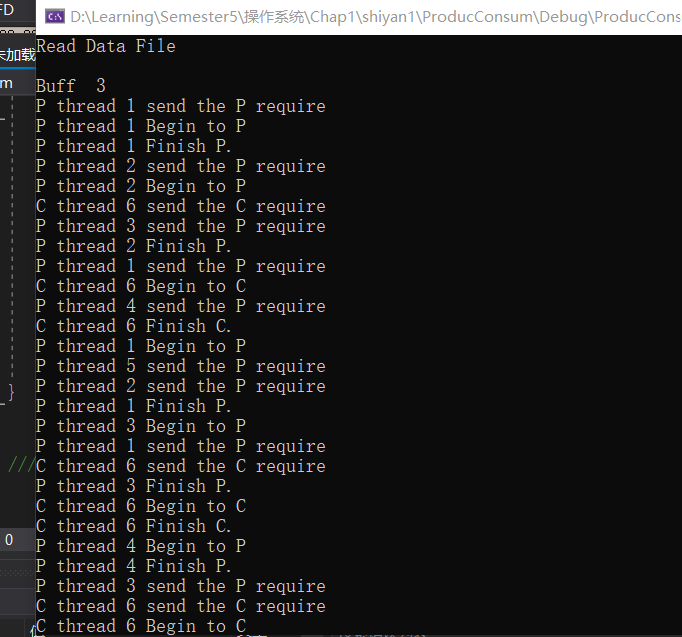 D:\Learning\Semester5\操作系统\Chap1\shiyan1\ProducConsum\Debug\ProducCons
FD
未加载
m
}
///
0
Read Data File
Buff  3
P thread 1 send the P require
P thread 1 Begin to P
P thread 1 Finish P.
P thread 2 send the P require
P thread 2 Begin to P
C thread 6 send the C require
P thread 3 send the P require
P thread 2 Finish P.
P thread 1 send the P require
C thread 6 Begin to C
P thread 4 send the P require
C thread 6 Finish C.
P thread 1 Begin to P
P thread 5 send the P require
P thread 2 send the P require
P thread 1 Finish P.
P thread 3 Begin to P
P thread 1 send the P require
C thread 6 send the C require
P thread 3 Finish P.
C thread 6 Begin to C
C thread 6 Finish C.
P thread 4 Begin to P
P thread 4 Finish P.
P thread 3 send the P require
C thread 6 send the C require
C thread 6 Begin to C